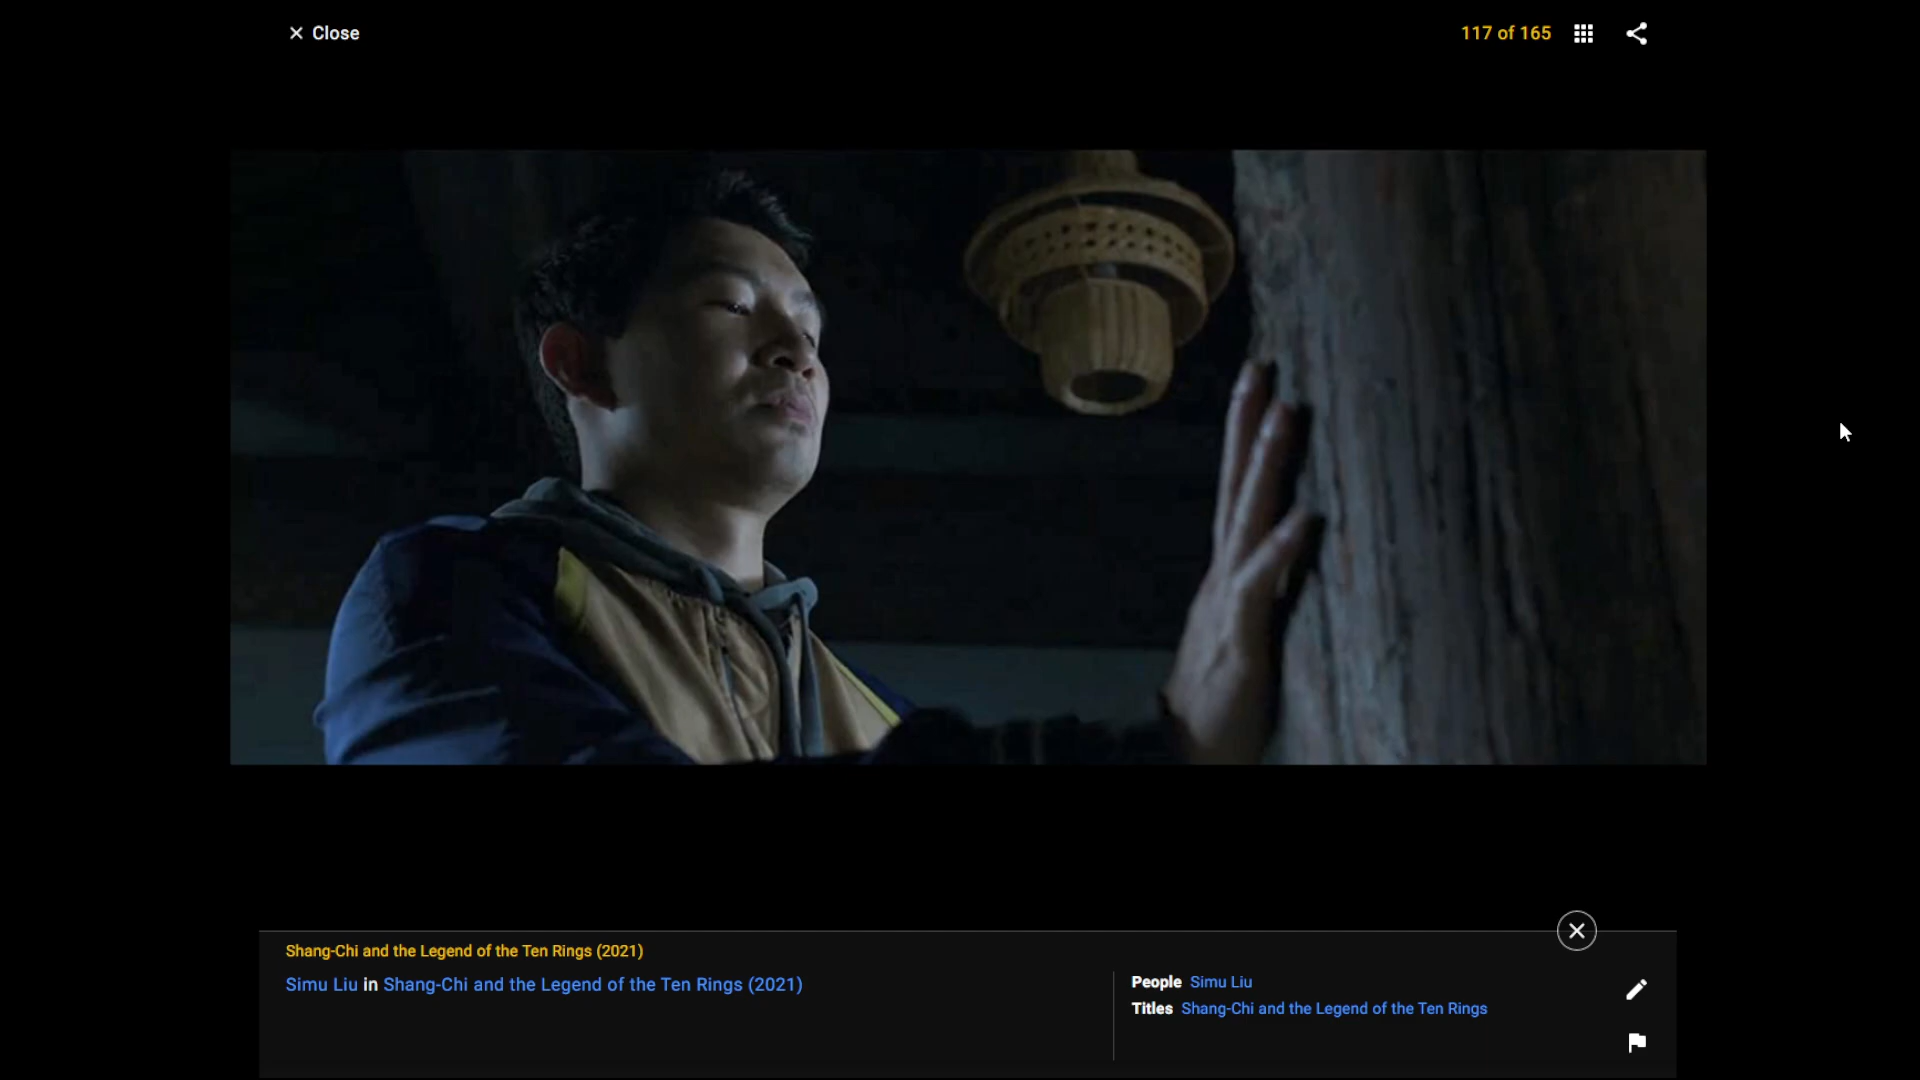 Close
117 of 165
Shang-Chi and the Legend of the Ten Rings (2021)
Simu Liu in Shang-Chi and the Legend of the Ten Rings (2021)
People Simu Liu
Titles Shang-Chi and the Legend of the Ten Rings